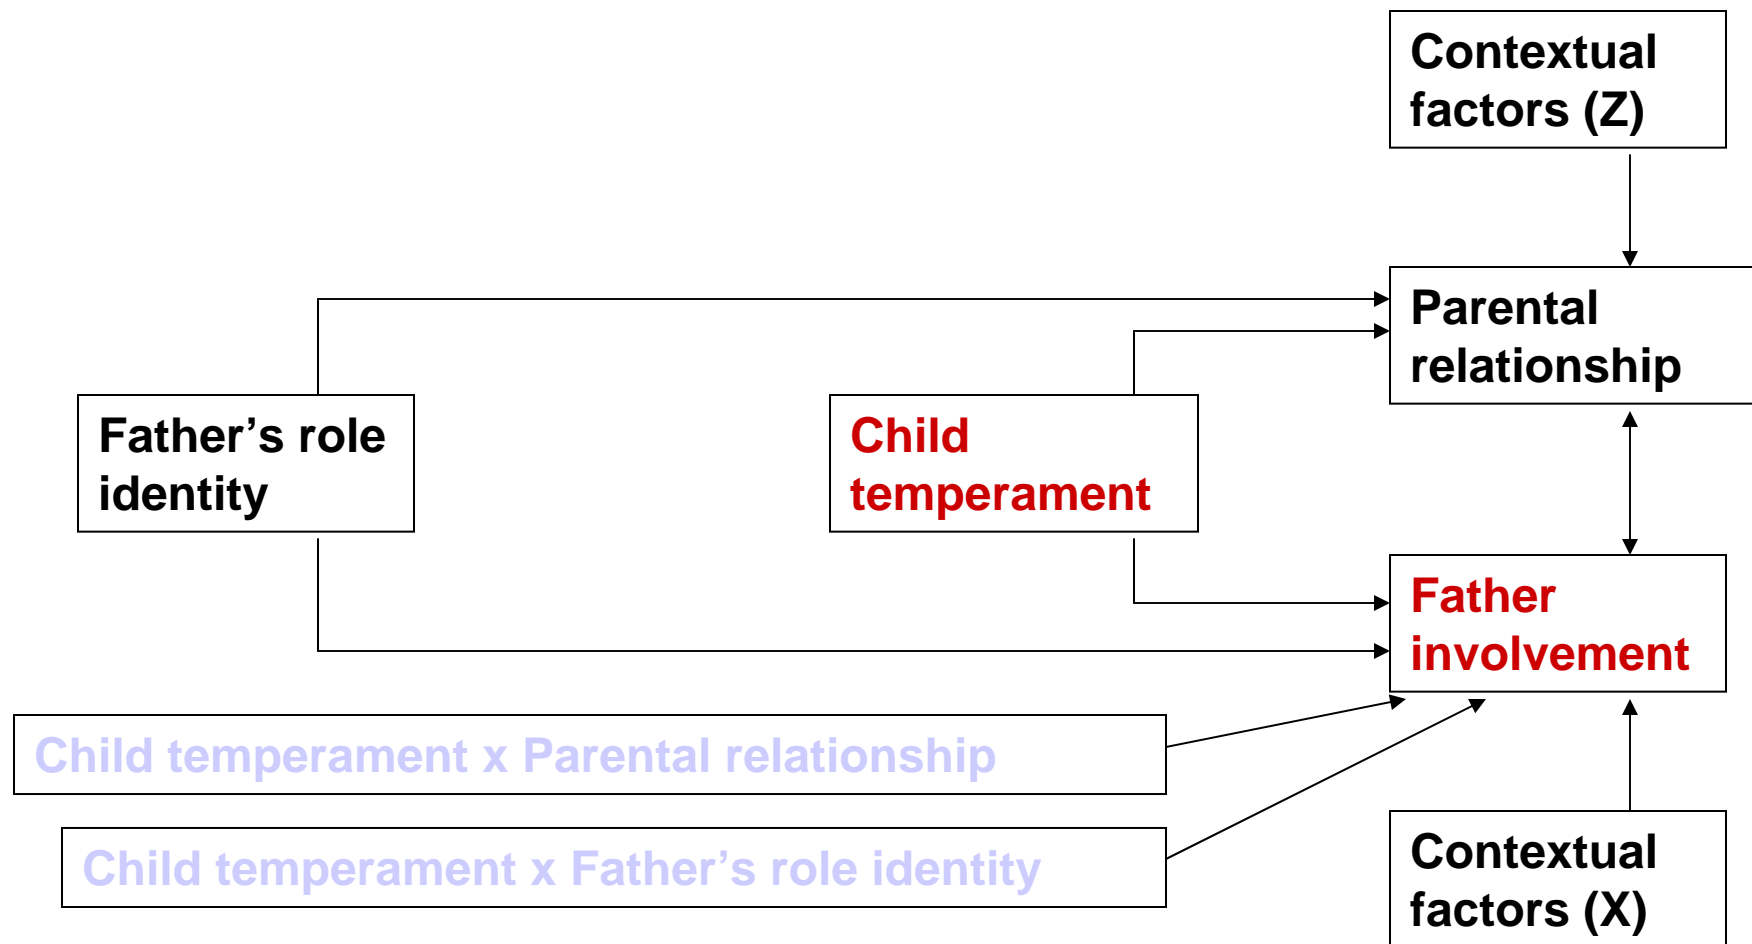 Contextual
factors (Z)
Parental
relationship
Father’s role
identity
Child
temperament
Father
involvement
Child temperament x Parental relationship
Child temperament x Father’s role identity
Contextual
factors (X)